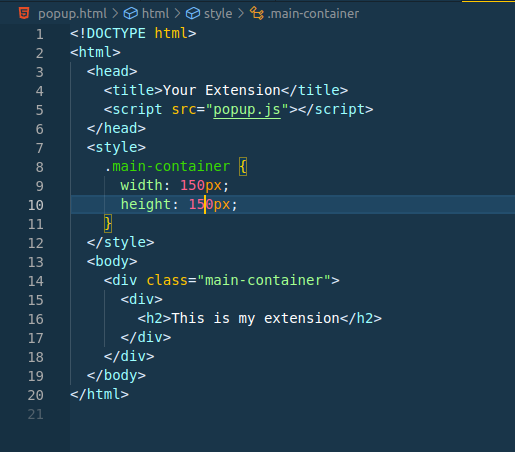 popup.html > html > style > .main-container
1 <!DOCTYPE html>
2 <html>
3   <head>
4     <title>Your Extension</title>
5     <script src="popup.js"></script>
6   </head>
7   <style>
8     .main-container {
9       width: 150px;
10       height: 150px;
11     }
12   </style>
13   <body>
14     <div class="main-container">
15       <div>
16         <h2>This is my extension</h2>
17       </div>
18     </div>
19   </body>
20 </html>
21